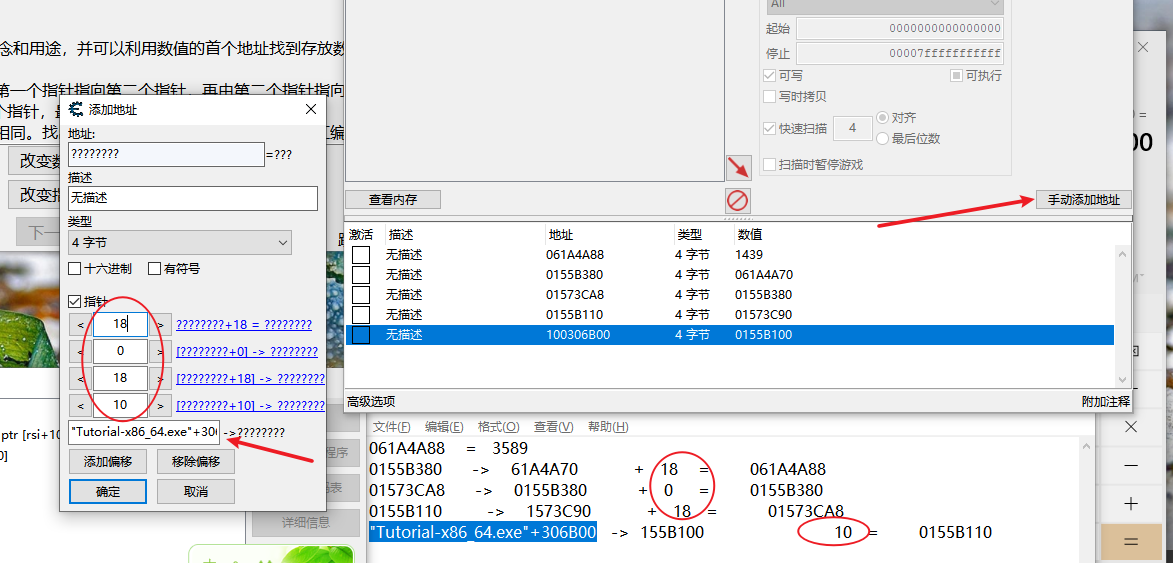 念和用途，并可以利用数值的首个地址找到存放数
第一个指针指向第二个指针，再由第二个指针指向
个指针，
相同。找
改变
改变
下一
添加地址
地址:
????????
=???
描述
无描述
类型
4 字节
十六进制
有符号
指针
< 18 > ????????+18 = ????????
< 0 > [????????+0] -> ????????
< 18 > [????????+18] -> ????????
< 10 > [????????+10] -> ????????
"Tutorial-x86_64.exe"+306 ->????????
添加偏移
移除偏移
确定
取消
ptr [rsi+10
0]
详细信息
All
起始 0000000000000000
停止 00007fffffffffff
可写
可执行
写时拷贝
快速扫描 4
对齐
最后位数
扫描时暂停游戏
查看内存
手动添加地址
激活 描述 地址 类型 数值
无描述 061A4A88 4 字节 1439
无描述 0155B380 4 字节 061A4A70
无描述 01573CA8 4 字节 0155B380
无描述 0155B110 4 字节 01573C90
无描述 100306B00 4 字节 0155B100
高级选项
附加注释
文件(F) 编辑(E) 格式(O) 查看(V) 帮助(H)
061A4A88 = 3589
0155B380 -> 61A4A70 + 18 = 061A4A88
01573CA8 -> 0155B380 + 0 = 0155B380
0155B110 -> 1573C90 + 18 = 01573CA8
"Tutorial-x86_64.exe"+306B00 -> 155B100 10 = 0155B110